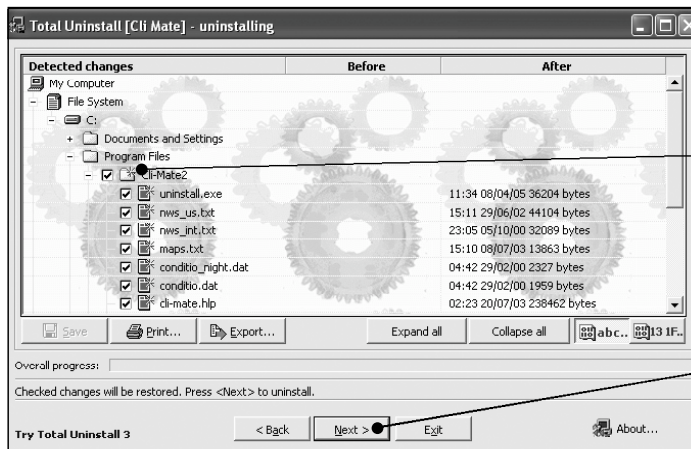 Total Uninstall [Cli Mate] - uninstalling
Detected changes Before After
My Computer
File System
C:
Documents and Settings
Program Files
Cli-Mate2
uninstall.exe 11:34 08/04/05 36204 bytes
nws_us.txt 15:11 29/06/02 44104 bytes
nws_int.txt 23:05 05/10/00 32089 bytes
maps.txt 15:10 08/07/03 13863 bytes
conditio_night.dat 04:42 29/02/00 2327 bytes
conditio.dat 04:42 29/02/00 1959 bytes
cli-mate.hlp 02:23 20/07/03 238462 bytes
Save Print... Export... Expand all Collapse all abc.. 13 1F..
Overall progress:
Checked changes will be restored. Press <Next> to uninstall.
Try Total Uninstall 3 < Back Next > Exit About...